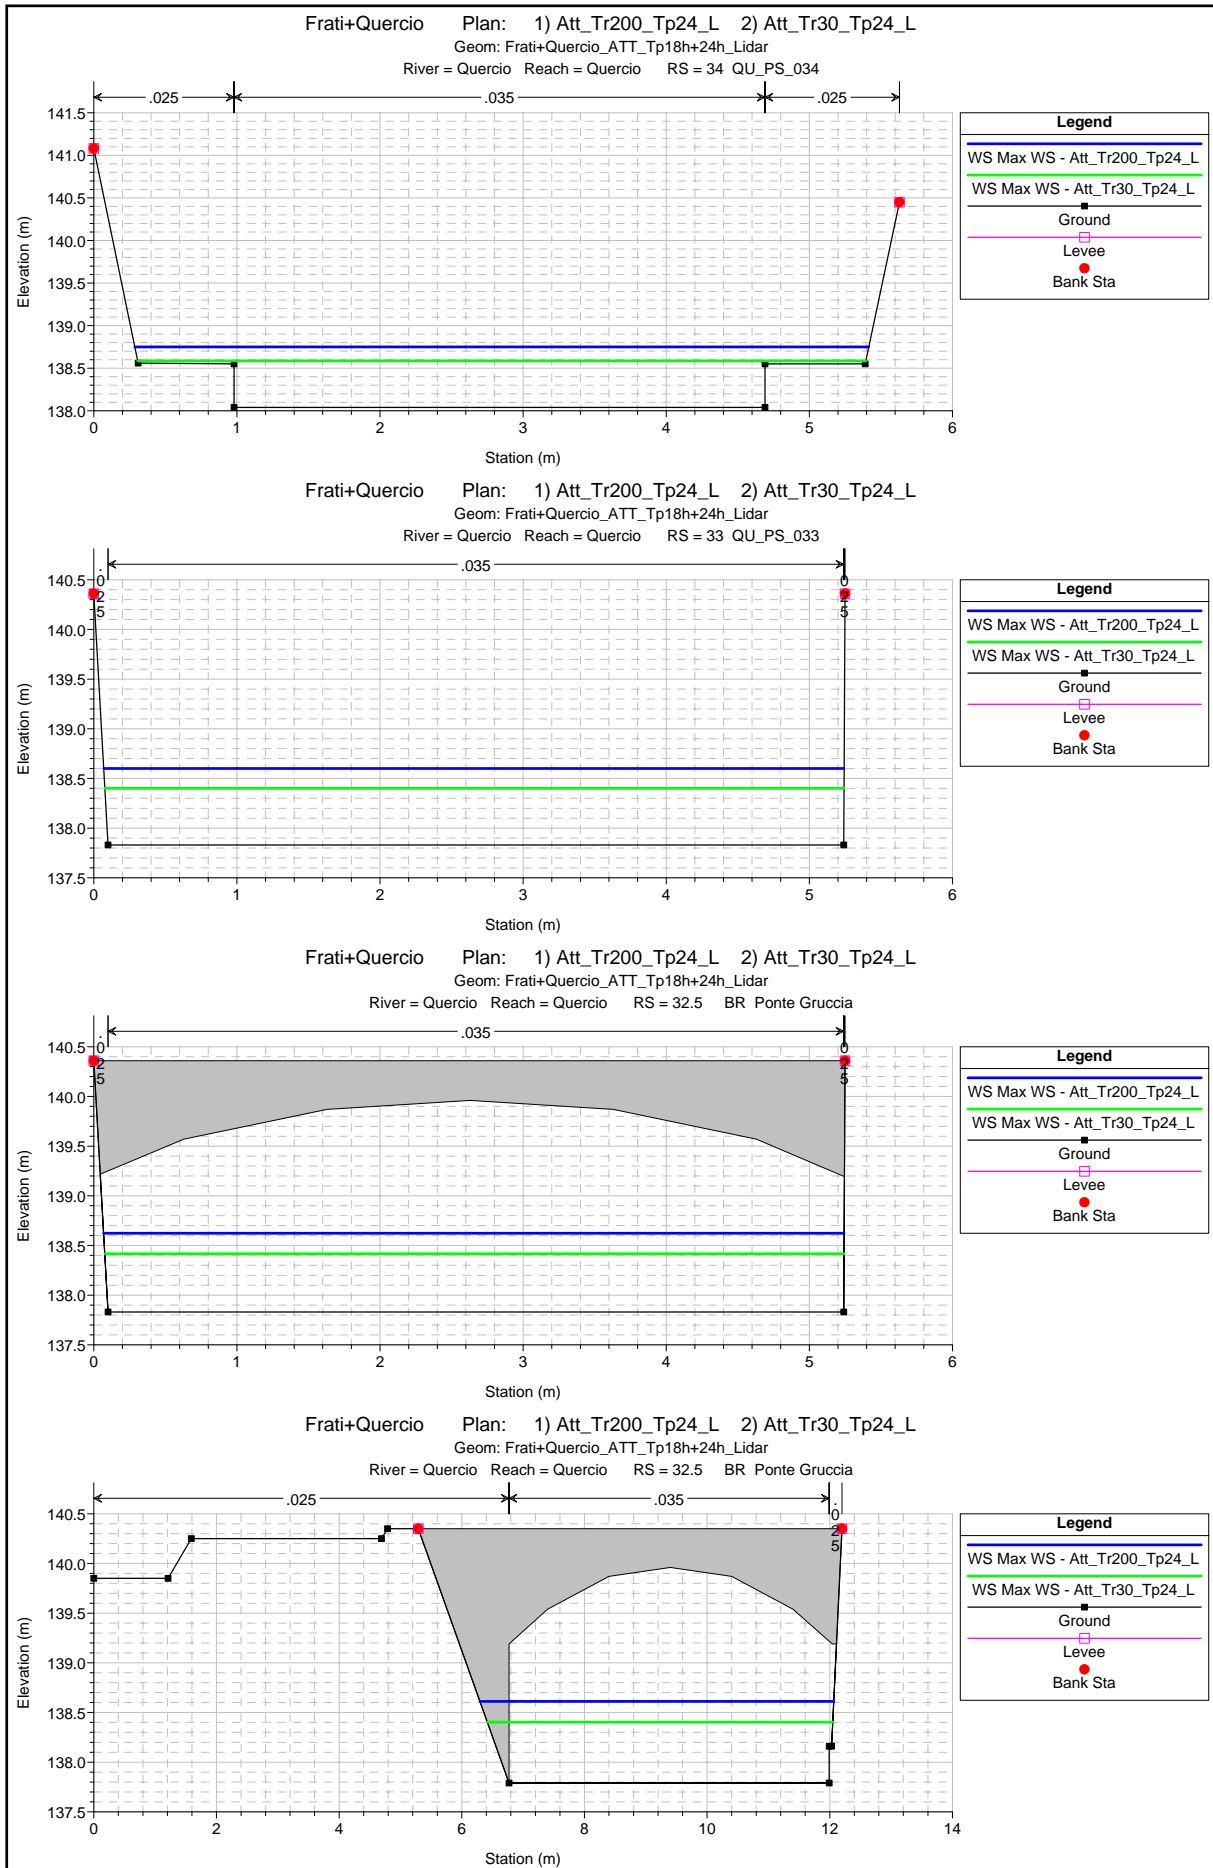 Frati+Quercio Plan: 1) Att_Tr200_Tp24_L 2) Att_Tr30_Tp24_L
Geom: Frati+Quercio_ATT_Tp18h+24h_Lidar
River = Quercio Reach = Quercio RS = 34 QU_PS_034
.025 .035 .025
141.5
141.0
140.5
140.0
139.5
139.0
138.5
138.0
Elevation (m)
0 1 2 3 4 5 6
Station (m)
Legend
WS Max WS - Att_Tr200_Tp24_L
WS Max WS - Att_Tr30_Tp24_L
Ground
Levee
Bank Sta
Frati+Quercio Plan: 1) Att_Tr200_Tp24_L 2) Att_Tr30_Tp24_L
Geom: Frati+Quercio_ATT_Tp18h+24h_Lidar
River = Quercio Reach = Quercio RS = 33 QU_PS_033
.025 .035 .025
140.5
140.0
139.5
139.0
138.5
138.0
137.5
Elevation (m)
0 1 2 3 4 5 6
Station (m)
Legend
WS Max WS - Att_Tr200_Tp24_L
WS Max WS - Att_Tr30_Tp24_L
Ground
Levee
Bank Sta
Frati+Quercio Plan: 1) Att_Tr200_Tp24_L 2) Att_Tr30_Tp24_L
Geom: Frati+Quercio_ATT_Tp18h+24h_Lidar
River = Quercio Reach = Quercio RS = 32.5 BR Ponte Gruccia
.025 .035 .025
140.5
140.0
139.5
139.0
138.5
138.0
137.5
Elevation (m)
0 1 2 3 4 5 6
Station (m)
Legend
WS Max WS - Att_Tr200_Tp24_L
WS Max WS - Att_Tr30_Tp24_L
Ground
Levee
Bank Sta
Frati+Quercio Plan: 1) Att_Tr200_Tp24_L 2) Att_Tr30_Tp24_L
Geom: Frati+Quercio_ATT_Tp18h+24h_Lidar
River = Quercio Reach = Quercio RS = 32.5 BR Ponte Gruccia
.025 .035 .025
140.5
140.0
139.5
139.0
138.5
138.0
137.5
Elevation (m)
0 2 4 6 8 10 12 14
Station (m)
Legend
WS Max WS - Att_Tr200_Tp24_L
WS Max WS - Att_Tr30_Tp24_L
Ground
Levee
Bank Sta